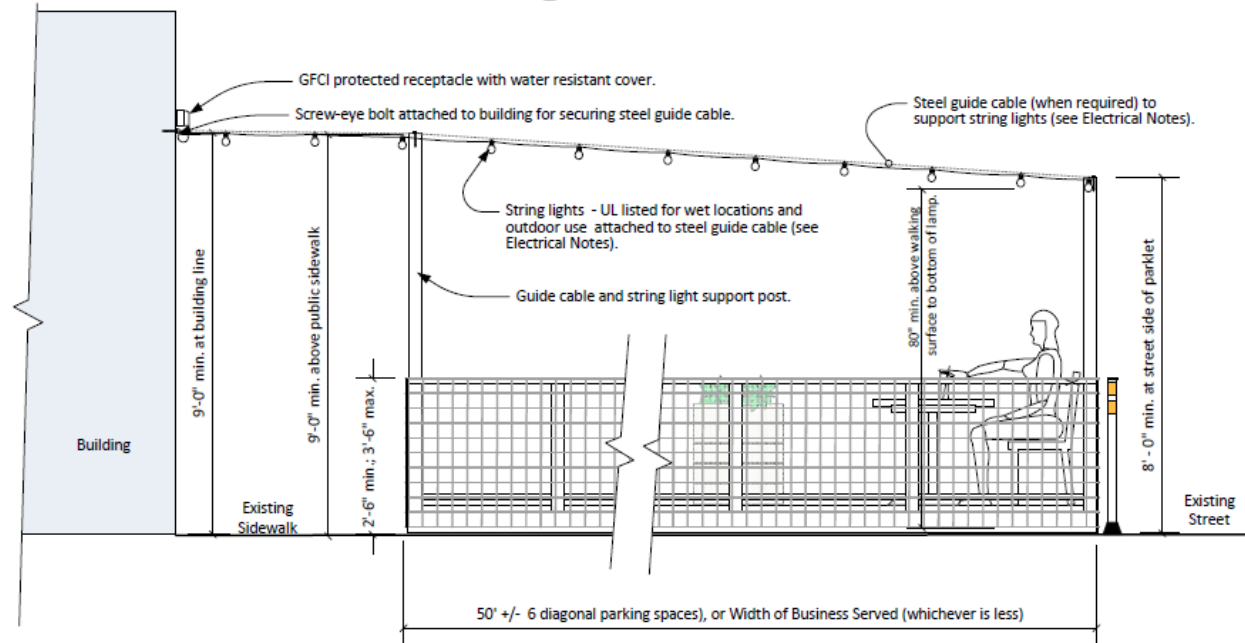 GFCI protected receptacle with water resistant cover.
Screw-eye bolt attached to building for securing steel guide cable.
Steel guide cable (when required) to
support string lights (see Electrical Notes).
String lights  - UL listed for wet locations and
outdoor use  attached to steel guide cable (see
Electrical Notes).
Guide cable and string light support post.
9'-0" min. at building line
9'-0" min. above public sidewalk
2'-6" min.; 3'-6" max.
80" min. above walking
surface to bottom of lamp.
8' - 0" min. at street side of parklet
Building
Existing
Sidewalk
Existing
Street
50' +/-  6 diagonal parking spaces), or Width of Business Served (whichever is less)